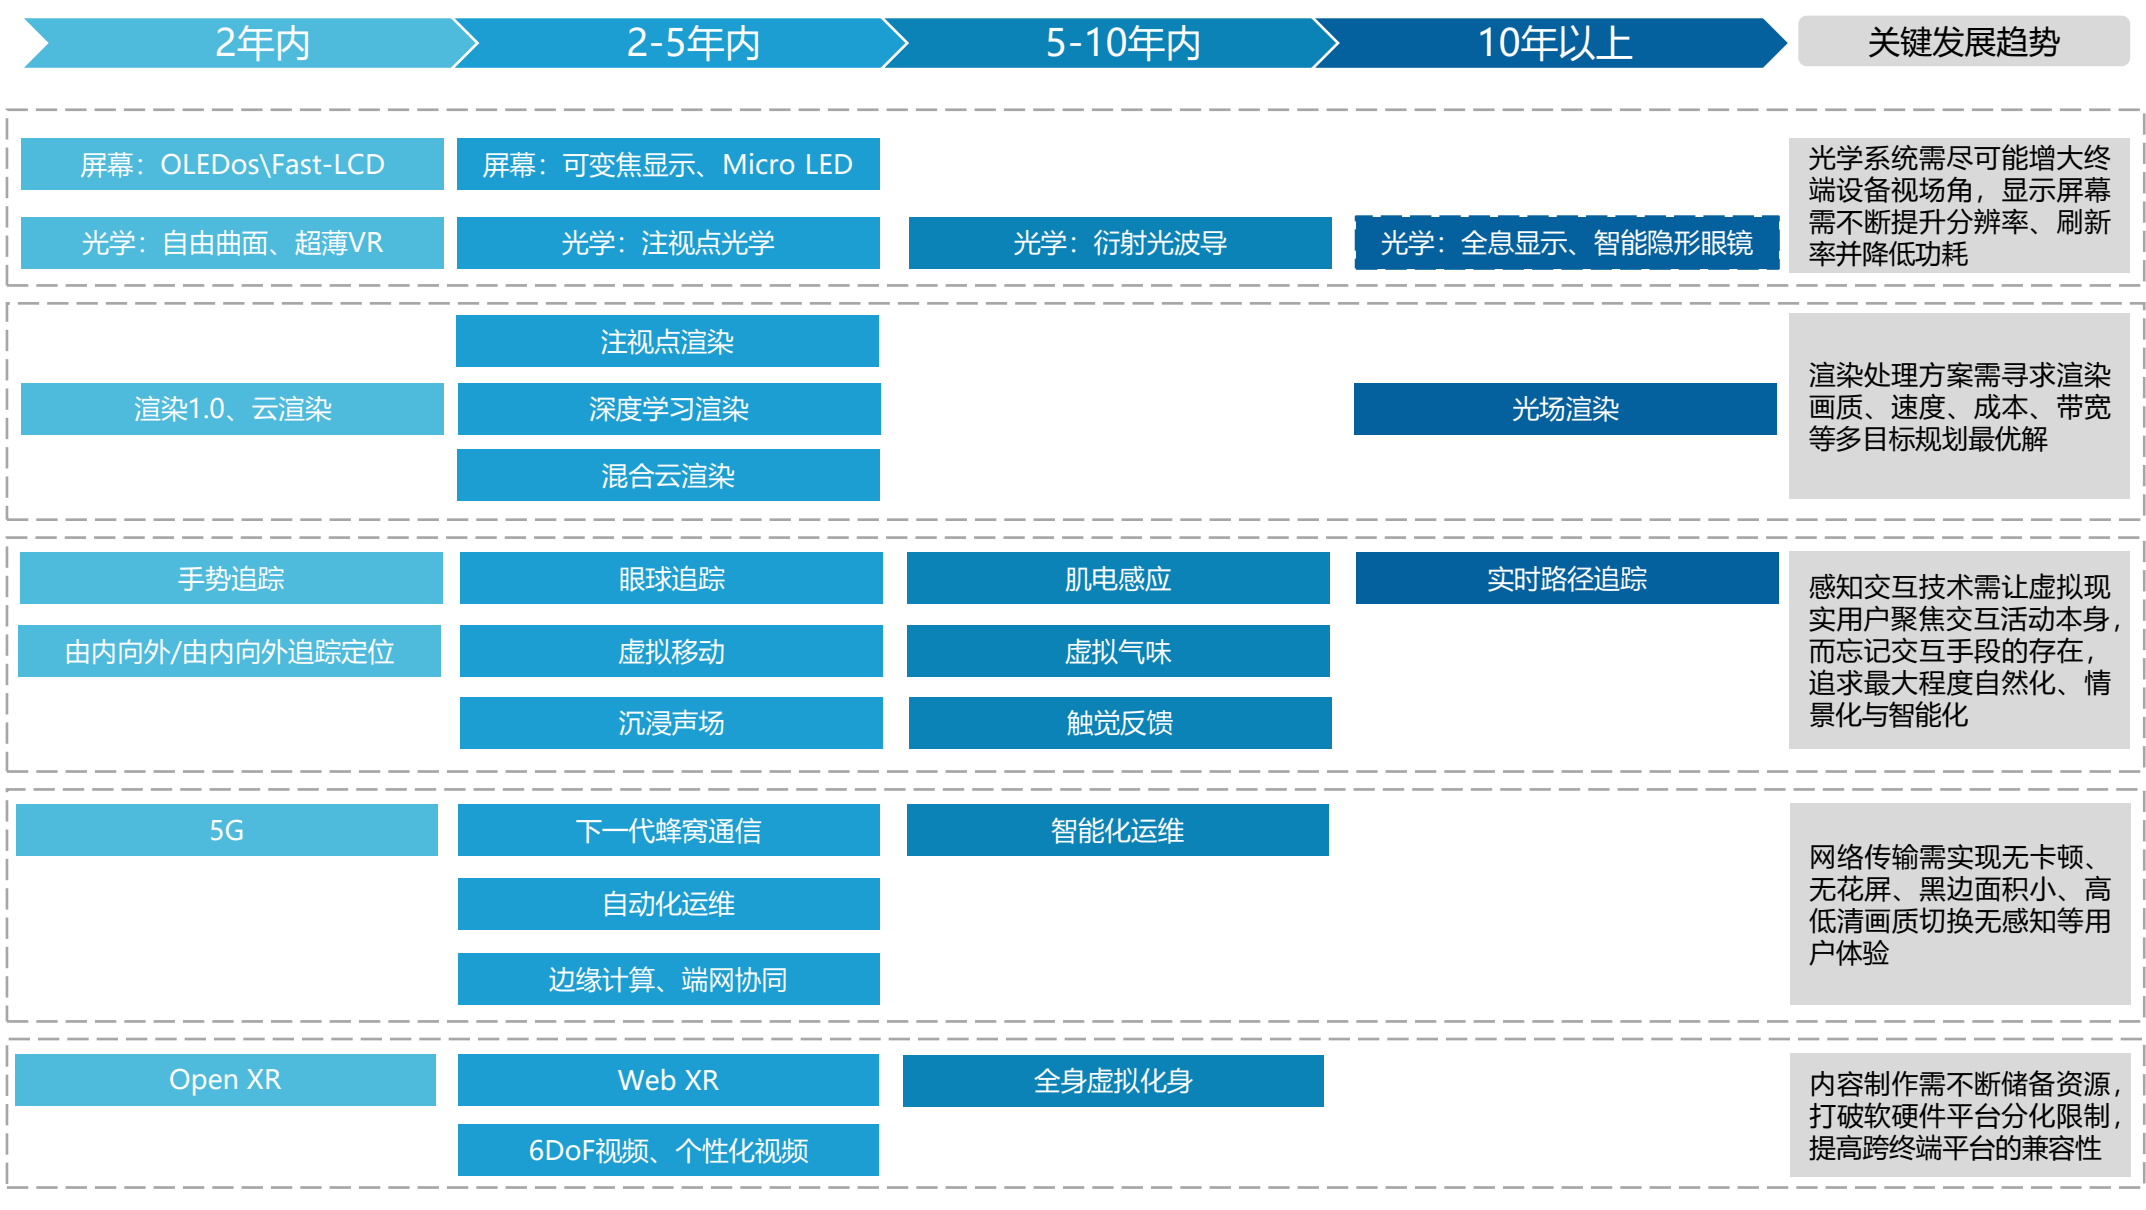 2年内
2-5年内
5-10年内
10年以上
关键发展趋势
屏幕：OLEDos\Fast-LCD
屏幕：可变焦显示、Micro LED
光学：自由曲面、超薄VR
光学：注视点光学
光学：衍射光波导
光学：全息显示、智能隐形眼镜
光学系统需尽可能增大终
端设备视场角，显示屏幕
需不断提升分辨率、刷新
率并降低功耗
注视点渲染
渲染1.0、云渲染
深度学习渲染
光场渲染
混合云渲染
渲染处理方案需寻求渲染
画质、速度、成本、带宽
等多目标规划最优解
手势追踪
眼球追踪
肌电感应
实时路径追踪
由内向外/由内向外追踪定位
虚拟移动
虚拟气味
沉浸声场
触觉反馈
感知交互技术需让虚拟现
实用户聚焦交互活动本身，
而忘记交互手段的存在，
追求最大程度自然化、情
景化与智能化
5G
下一代蜂窝通信
智能化运维
自动化运维
边缘计算、端网协同
网络传输需实现无卡顿、
无花屏、黑边面积小、高
低清画质切换无感知等用
户体验
Open XR
Web XR
全身虚拟化身
6DoF视频、个性化视频
内容制作需不断储备资源，
打破软硬件平台分化限制，
提高跨终端平台的兼容性